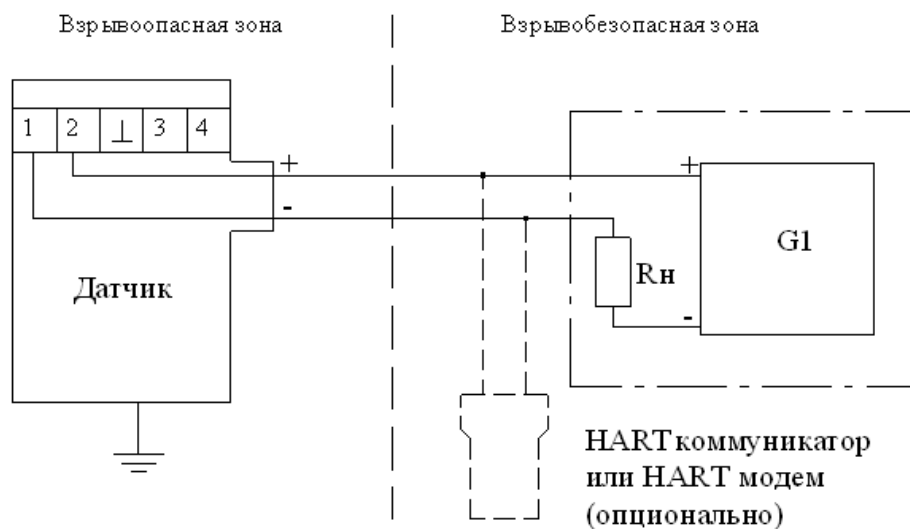 Взрывоопасная зона
Взрывобезопасная зона
1 2 ⊥ 3 4
+
-
+
G1
Rн
-
Датчик
HART коммуникатор
или HART модем
(опционально)